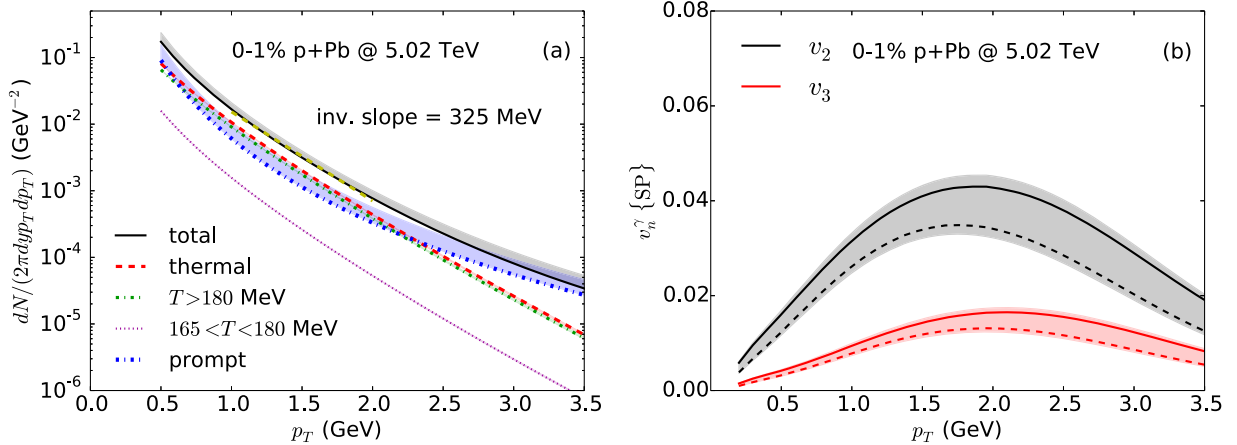 0-1% p+Pb @ 5.02 TeV (a)
inv. slope = 325 MeV
total
thermal
T>180 MeV
165<T<180 MeV
prompt
dN/(2πdyp_T dp_T) (GeV⁻²)
10⁻¹
10⁻²
10⁻³
10⁻⁴
10⁻⁵
10⁻⁶
0.0 0.5 1.0 1.5 2.0 2.5 3.0 3.5
p_T (GeV)
v₂ 0-1% p+Pb @ 5.02 TeV (b)
v₃
v_n^γ {SP}
0.08
0.06
0.04
0.02
0.00
0.5 1.0 1.5 2.0 2.5 3.0 3.5
p_T (GeV)